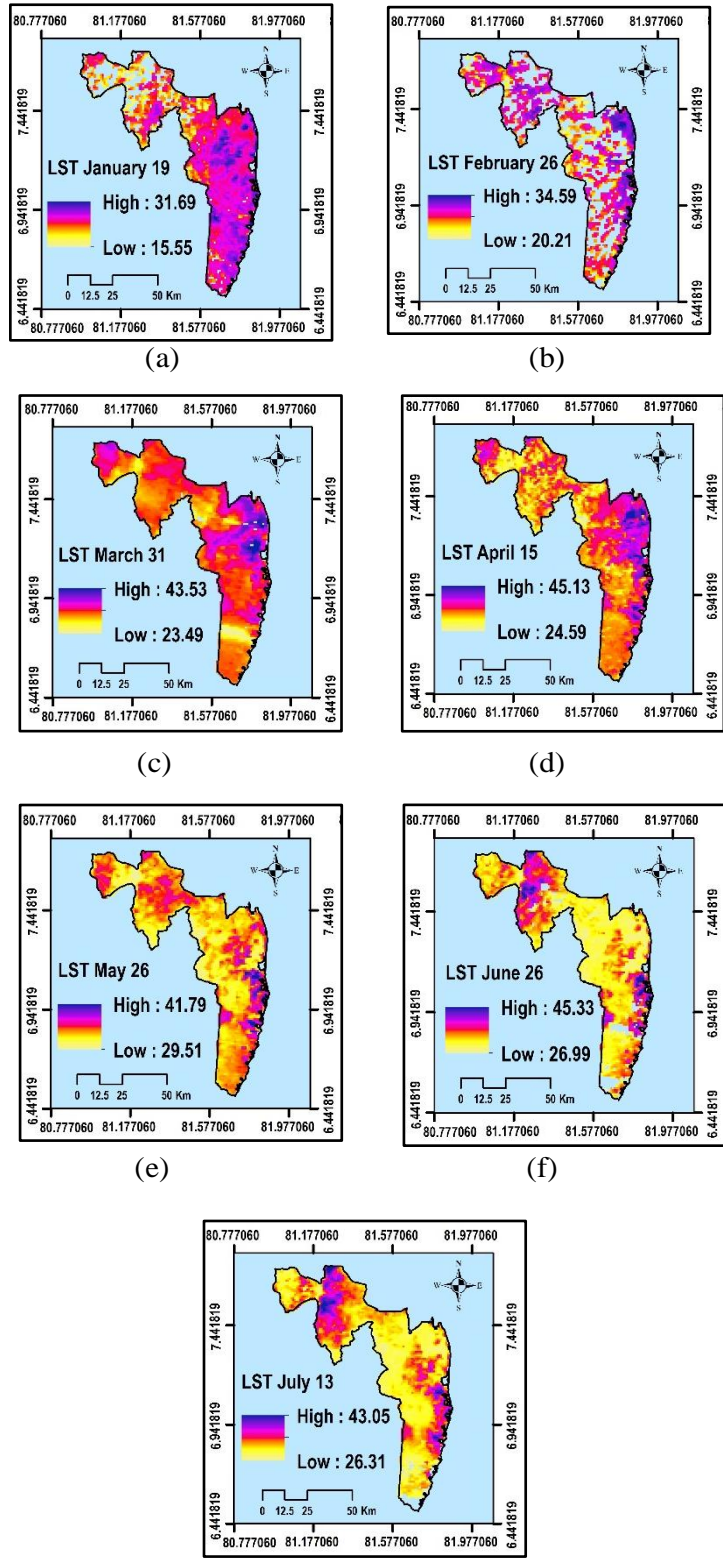 80.777060 81.177060 81.577060 81.977060
7.441819 7.441819
6.941819 6.941819
6.441819 6.441819
N
W E
S
LST January 19
High : 31.69
Low : 15.55
0 12.5 25 50 Km
80.777060 81.177060 81.577060 81.977060
(a)
80.777060 81.177060 81.577060 81.977060
7.441819 7.441819
6.941819 6.941819
6.441819 6.441819
N
W E
S
LST February 26
High : 34.59
Low : 20.21
0 12.5 25 50 Km
80.777060 81.177060 81.577060 81.977060
(b)
80.777060 81.177060 81.577060 81.977060
7.441819 7.441819
6.941819 6.941819
6.441819 6.441819
N
W E
S
LST March 31
High : 43.53
Low : 23.49
0 12.5 25 50 Km
80.777060 81.177060 81.577060 81.977060
(c)
80.777060 81.177060 81.577060 81.977060
7.441819 7.441819
6.941819 6.941819
6.441819 6.441819
N
W E
S
LST April 15
High : 45.13
Low : 24.59
0 12.5 25 50 Km
80.777060 81.177060 81.577060 81.977060
(d)
80.777060 81.177060 81.577060 81.977060
7.441819 7.441819
6.941819 6.941819
6.441819 6.441819
N
W E
S
LST May 26
High : 41.79
Low : 29.51
0 12.5 25 50 Km
80.777060 81.177060 81.577060 81.977060
(e)
80.777060 81.177060 81.577060 81.977060
7.441819 7.441819
6.941819 6.941819
6.441819 6.441819
N
W E
S
LST June 26
High : 45.33
Low : 26.99
0 12.5 25 50 Km
80.777060 81.177060 81.577060 81.977060
(f)
80.777060 81.177060 81.577060 81.977060
7.441819 7.441819
6.941819 6.941819
6.441819 6.441819
N
W E
S
LST July 13
High : 43.05
Low : 26.31
0 12.5 25 50 Km
80.777060 81.177060 81.577060 81.977060